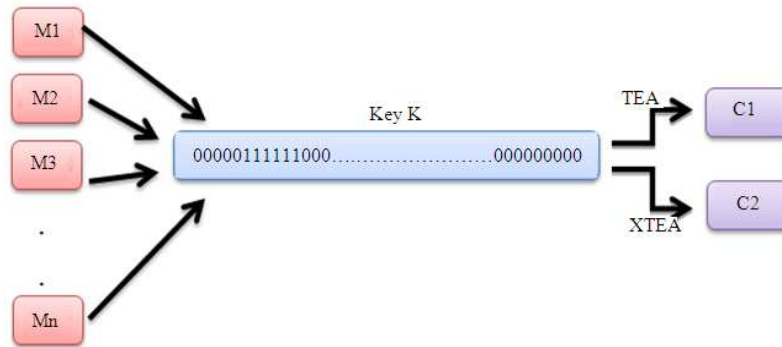 M1
M2
M3
.
.
Mn
Key K
00000111111000………………………000000000
TEA
XTEA
C1
C2